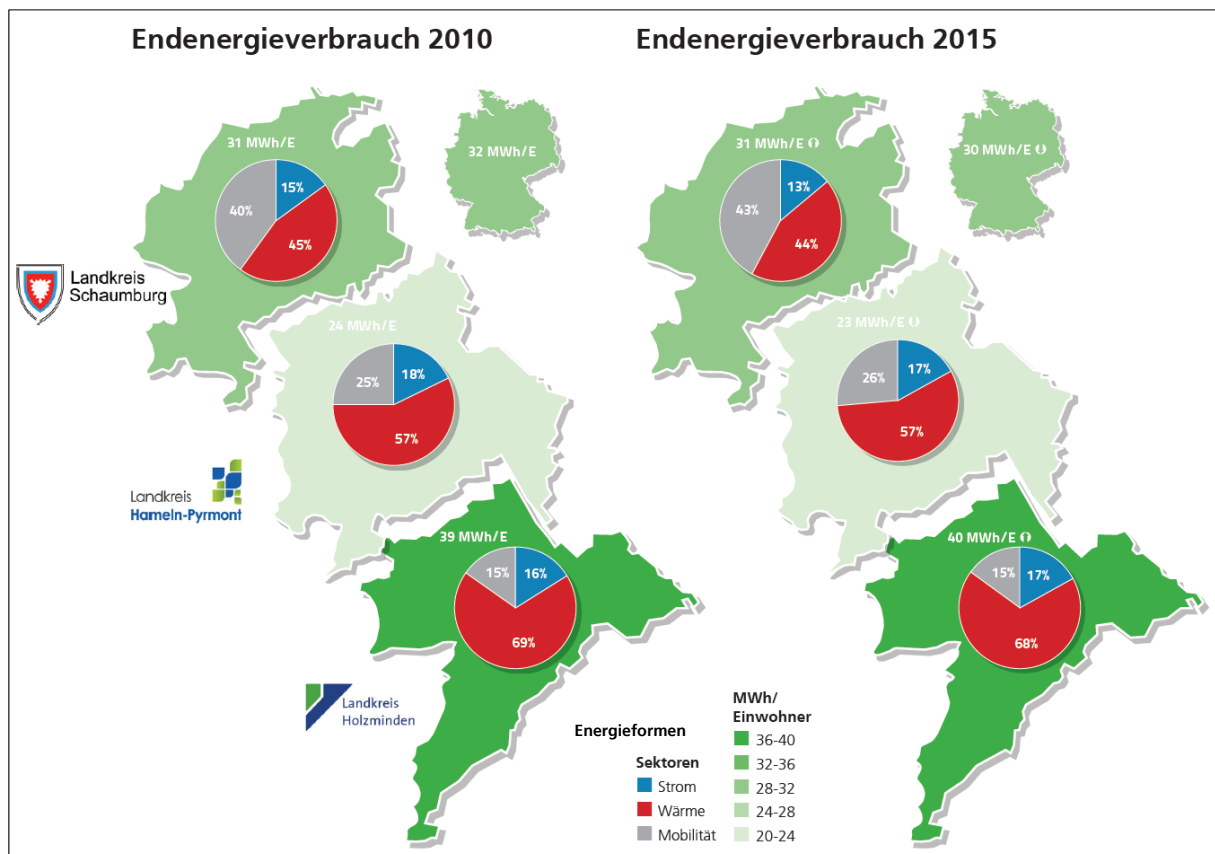 Endenergieverbrauch 2010
31 MWh/E
32 MWh/E
15%
40%
45%
Landkreis
Schaumburg
24 MWh/E
18%
25%
57%
Landkreis
Hameln-Pyrmont
39 MWh/E
16%
15%
69%
Landkreis
Holzminden
Endenergieverbrauch 2015
31 MWh/E
30 MWh/E
13%
43%
44%
23 MWh/E
17%
26%
57%
40 MWh/E
17%
15%
68%
Energieformen
Sektoren
Strom
Wärme
Mobilität
MWh/
Einwohner
36-40
32-36
28-32
24-28
20-24